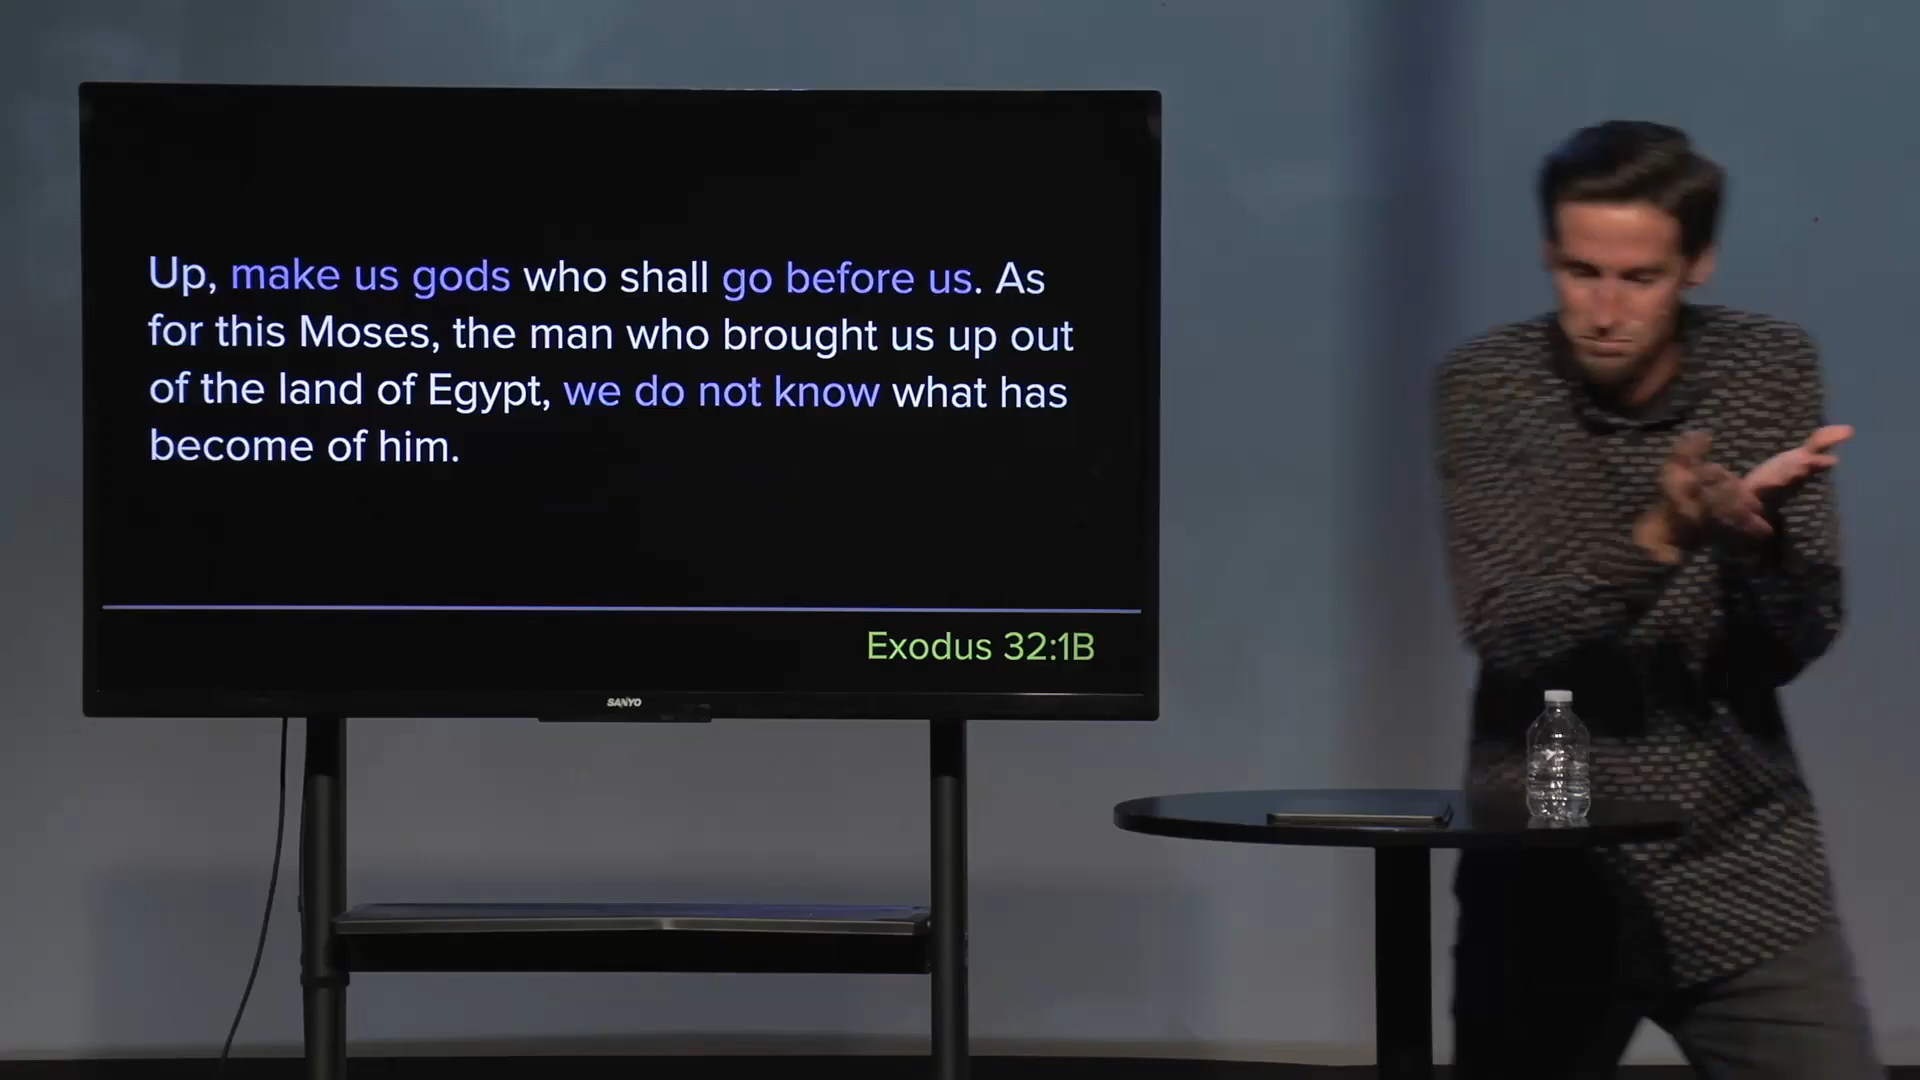 Up, make us gods who shall go before us. As
for this Moses, the man who brought us up out
of the land of Egypt, we do not know what has
become of him.
Exodus 32:1B
SANYO